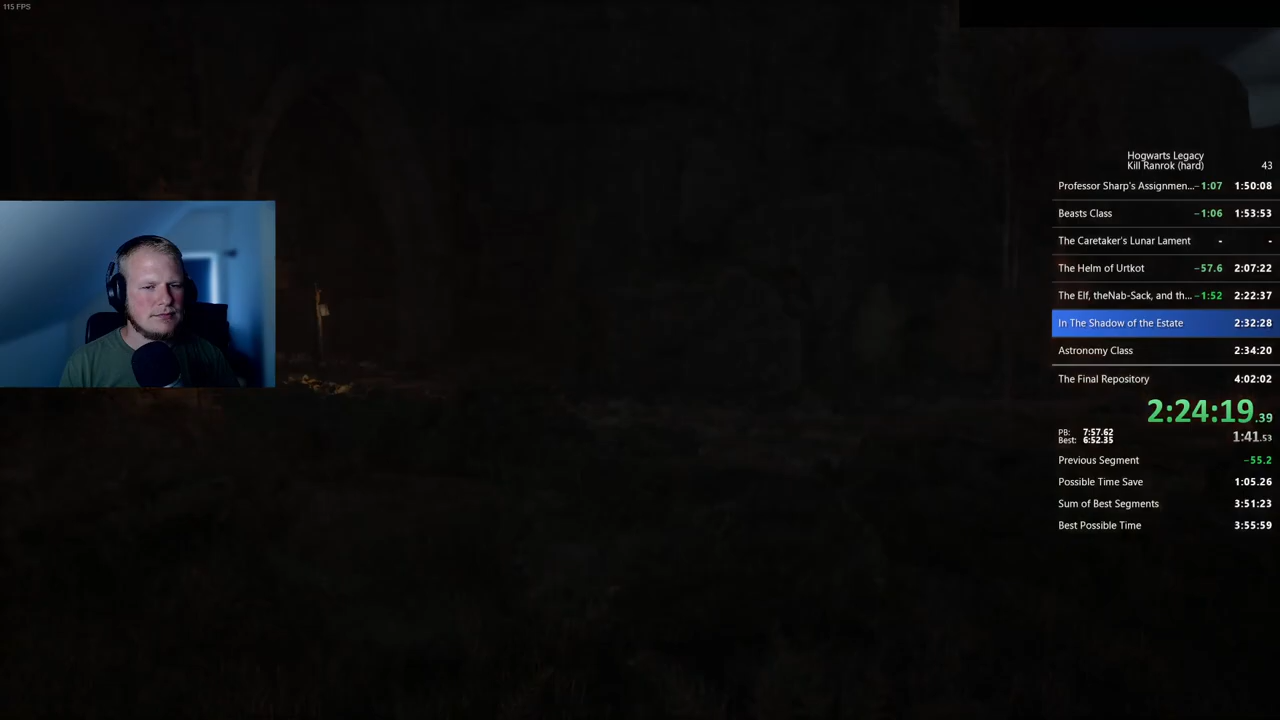 115 FPS
Hogwarts Legacy
Kill Ranrok (hard) 43
Professor Sharp's Assignmen... −1:07 1:50:08
Beasts Class −1:06 1:53:53
The Caretaker's Lunar Lament - -
The Helm of Urtkot −57.6 2:07:22
The Elf, theNab-Sack, and th... −1:52 2:22:37
In The Shadow of the Estate 2:32:28
Astronomy Class 2:34:20
The Final Repository 4:02:02
2:24:19.39
PB: 7:57.62 1:41.53
Best: 6:52.35
Previous Segment −55.2
Possible Time Save 1:05.26
Sum of Best Segments 3:51:23
Best Possible Time 3:55:59